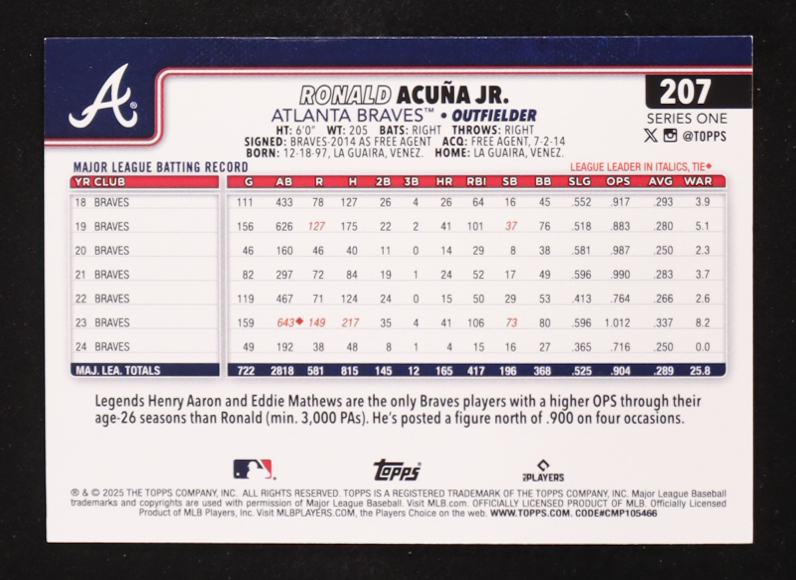 A
207
RONALD ACUÑA JR.
SERIES ONE
ATLANTA BRAVES™ • OUTFIELDER
@TOPPS
HT: 6'0" WT: 205 BATS: RIGHT THROWS: RIGHT
SIGNED: BRAVES-2014 AS FREE AGENT ACQ: FREE AGENT, 7-2-14
BORN: 12-18-97, LA GUAIRA, VENEZ. HOME: LA GUAIRA, VENEZ.
MAJOR LEAGUE BATTING RECORD LEAGUE LEADER IN ITALICS, TIE◆
YR CLUB G AB R H 2B 3B HR RBI SB BB SLG OPS AVG WAR
18 BRAVES 111 433 78 127 26 4 26 64 16 45 .552 .917 .293 3.9
19 BRAVES 156 626 127 175 22 2 41 101 37 76 .518 .883 .280 5.1
20 BRAVES 46 160 46 40 11 0 14 29 8 38 .581 .987 .250 2.3
21 BRAVES 82 297 72 84 19 1 24 52 17 49 .596 .990 .283 3.7
22 BRAVES 119 467 71 124 24 0 15 50 29 53 .413 .764 .266 2.6
23 BRAVES 159 643◆ 149 217 35 4 41 106 73 80 .596 1.012 .337 8.2
24 BRAVES 49 192 38 48 8 1 4 15 16 27 .365 .716 .250 0.0
MAJ. LEA. TOTALS 722 2818 581 815 145 12 165 417 196 368 .525 .904 .289 25.8
Legends Henry Aaron and Eddie Mathews are the only Braves players with a higher OPS through their
age-26 seasons than Ronald (min. 3,000 PAs). He's posted a figure north of .900 on four occasions.
Topps
PLAYERS
® & © 2025 THE TOPPS COMPANY, INC. ALL RIGHTS RESERVED. TOPPS IS A REGISTERED TRADEMARK OF THE TOPPS COMPANY, INC. Major League Baseball
trademarks and copyrights are used with permission of Major League Baseball. Visit MLB.com. OFFICIALLY LICENSED PRODUCT OF MLB. Officially Licensed
Product of MLB Players, Inc. Visit MLBPLAYERS.COM, the Players Choice on the web. WWW.TOPPS.COM. CODE#CMP105466